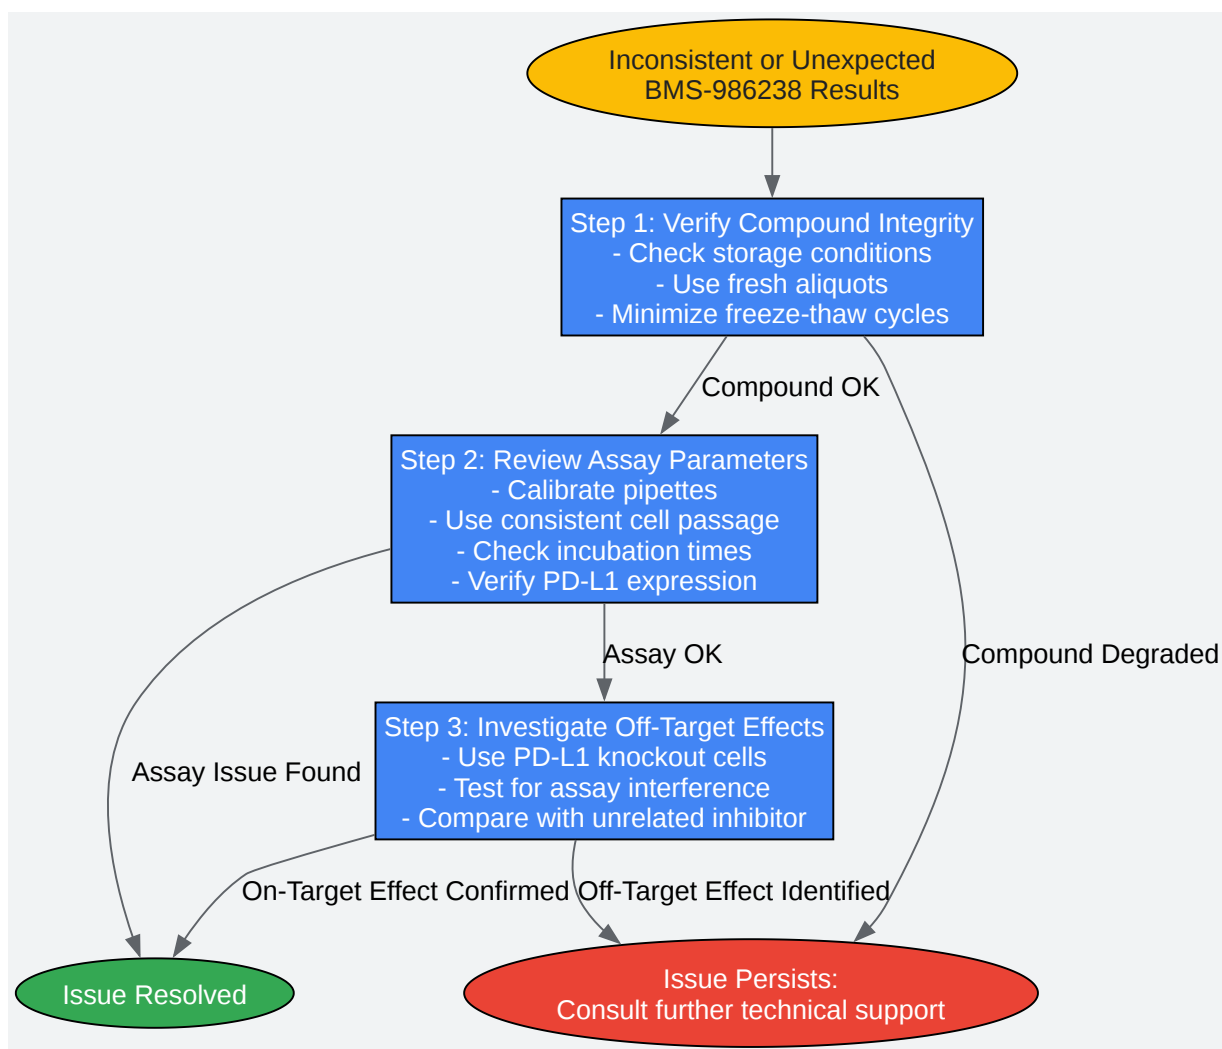 Inconsistent or Unexpected
BMS-986238 Results
Step 1: Verify Compound Integrity
- Check storage conditions
- Use fresh aliquots
- Minimize freeze-thaw cycles
Compound OK
Step 2: Review Assay Parameters
- Calibrate pipettes
- Use consistent cell passage
- Check incubation times
- Verify PD-L1 expression
Assay OK
Compound Degraded
Step 3: Investigate Off-Target Effects
- Use PD-L1 knockout cells
- Test for assay interference
- Compare with unrelated inhibitor
Assay Issue Found
On-Target Effect Confirmed
Off-Target Effect Identified
Issue Resolved
Issue Persists:
Consult further technical support